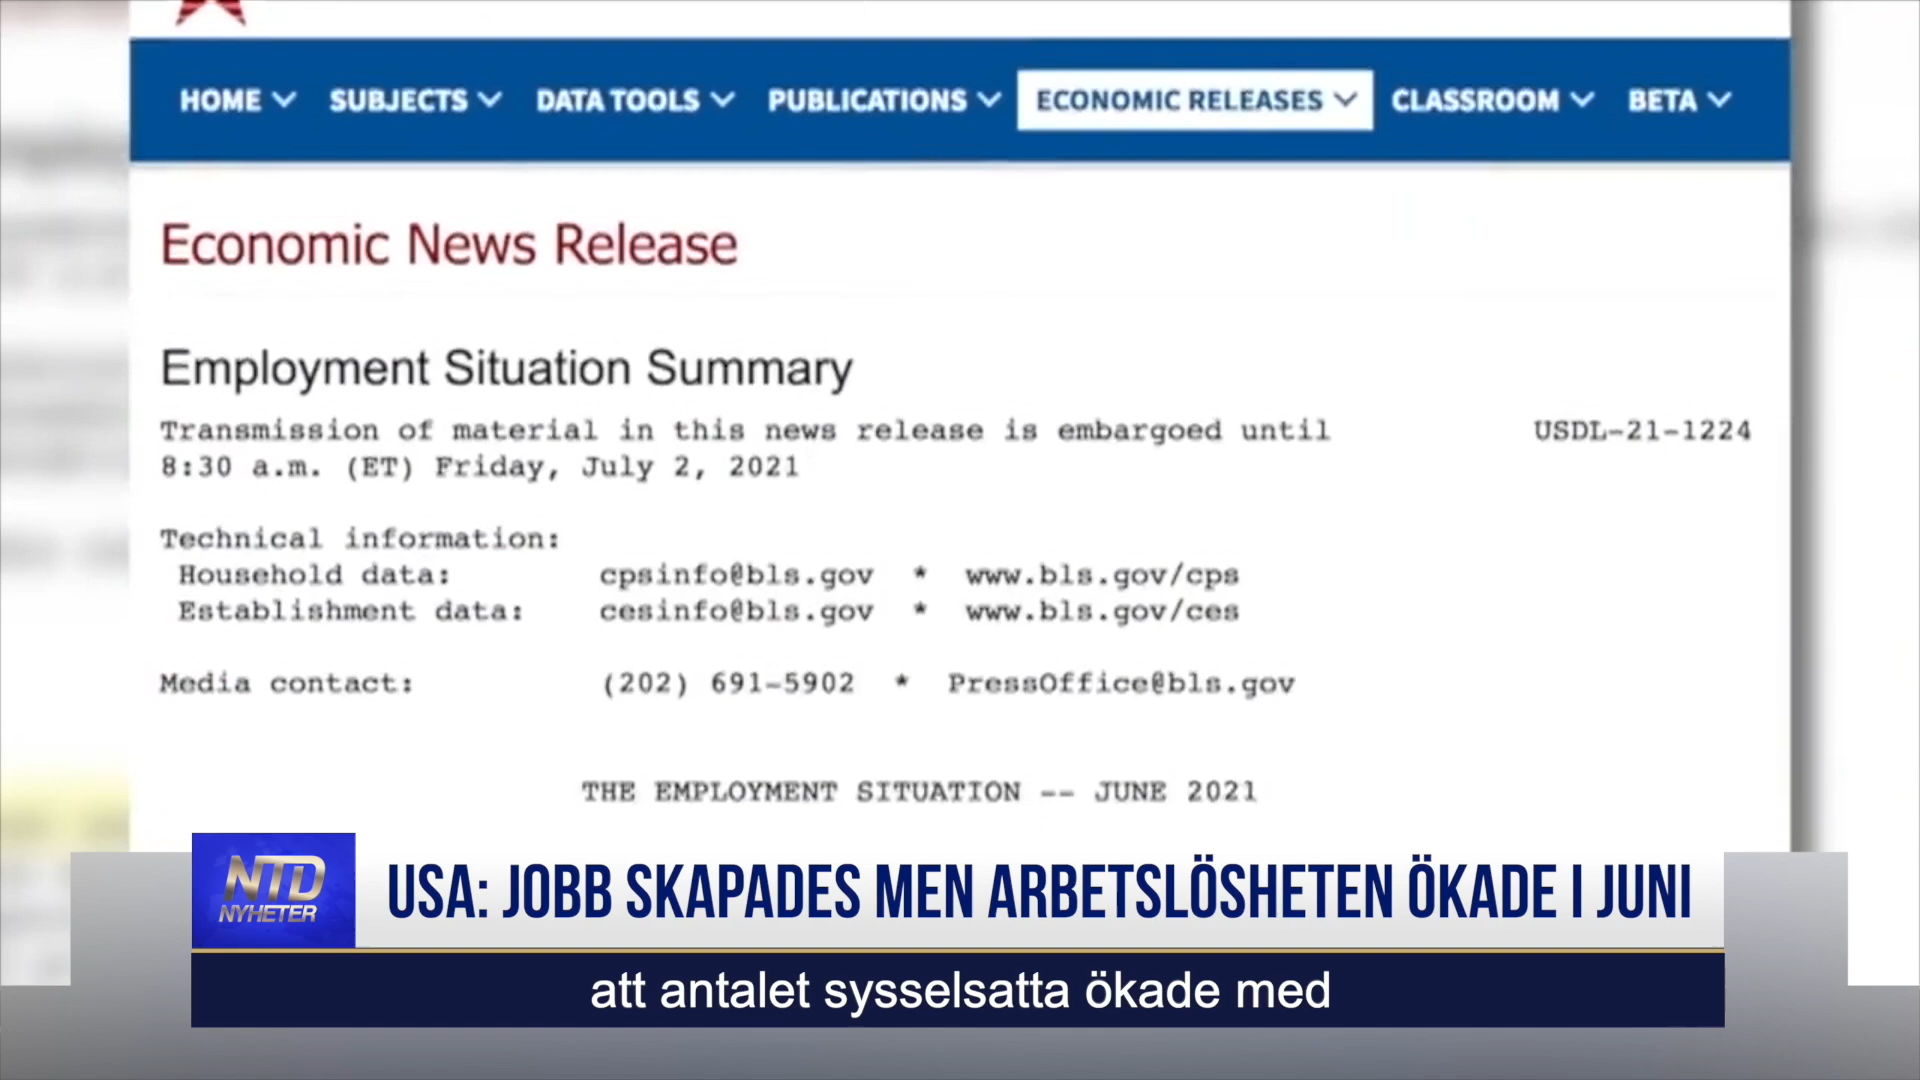 HOME SUBJECTS DATA TOOLS PUBLICATIONS ECONOMIC RELEASES CLASSROOM BETA
Economic News Release
Employment Situation Summary
Transmission of material in this news release is embargoed until USDL-21-1224
8:30 a.m. (ET) Friday, July 2, 2021
Technical information:
Household data: cpsinfo@bls.gov * www.bls.gov/cps
Establishment data: cesinfo@bls.gov * www.bls.gov/ces
Media contact: (202) 691-5902 * PressOffice@bls.gov
THE EMPLOYMENT SITUATION -- JUNE 2021
NTD
NYHETER
USA: JOBB SKAPADES MEN ARBETSLÖSHETEN ÖKADE I JUNI
att antalet sysselsatta ökade med